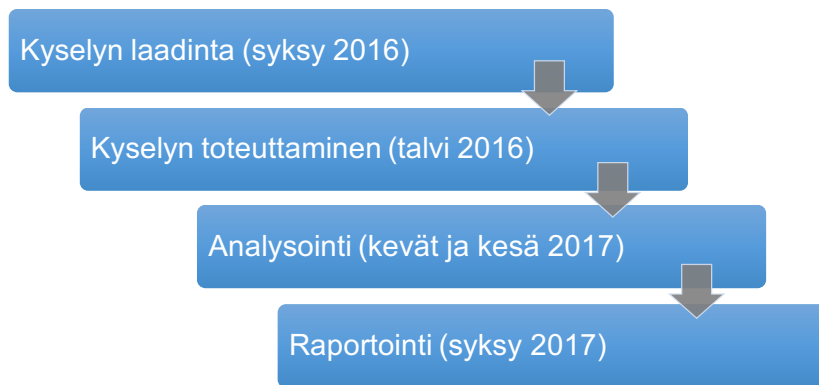 Kyselyn laadinta (syksy 2016)
Kyselyn toteuttaminen (talvi 2016)
Analysointi (kevät ja kesä 2017)
Raportointi (syksy 2017)